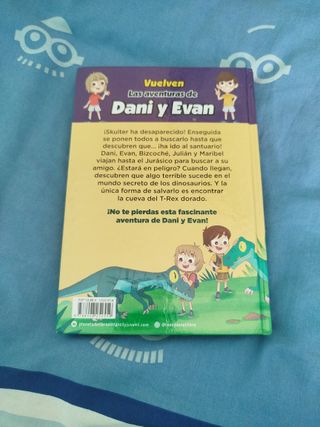 Vuelven
Las aventuras de
Dani y Evan
¡Skuiter ha desaparecido! Enseguida
se ponen todos a buscarlo hasta que
descubren que... ¡ha ido al santuario!
Dani, Evan, Bizcoché, Julián y Maribel
viajan hasta el Jurásico para buscar a su
amigo. ¿Estará en peligro? Cuando llegan,
descubren que algo terrible sucede en el
mundo secreto de los dinosaurios. Y la
única forma de salvarlo es encontrar
la cueva del T-Rex dorado.
¡No te pierdas esta fascinante
aventura de Dani y Evan!